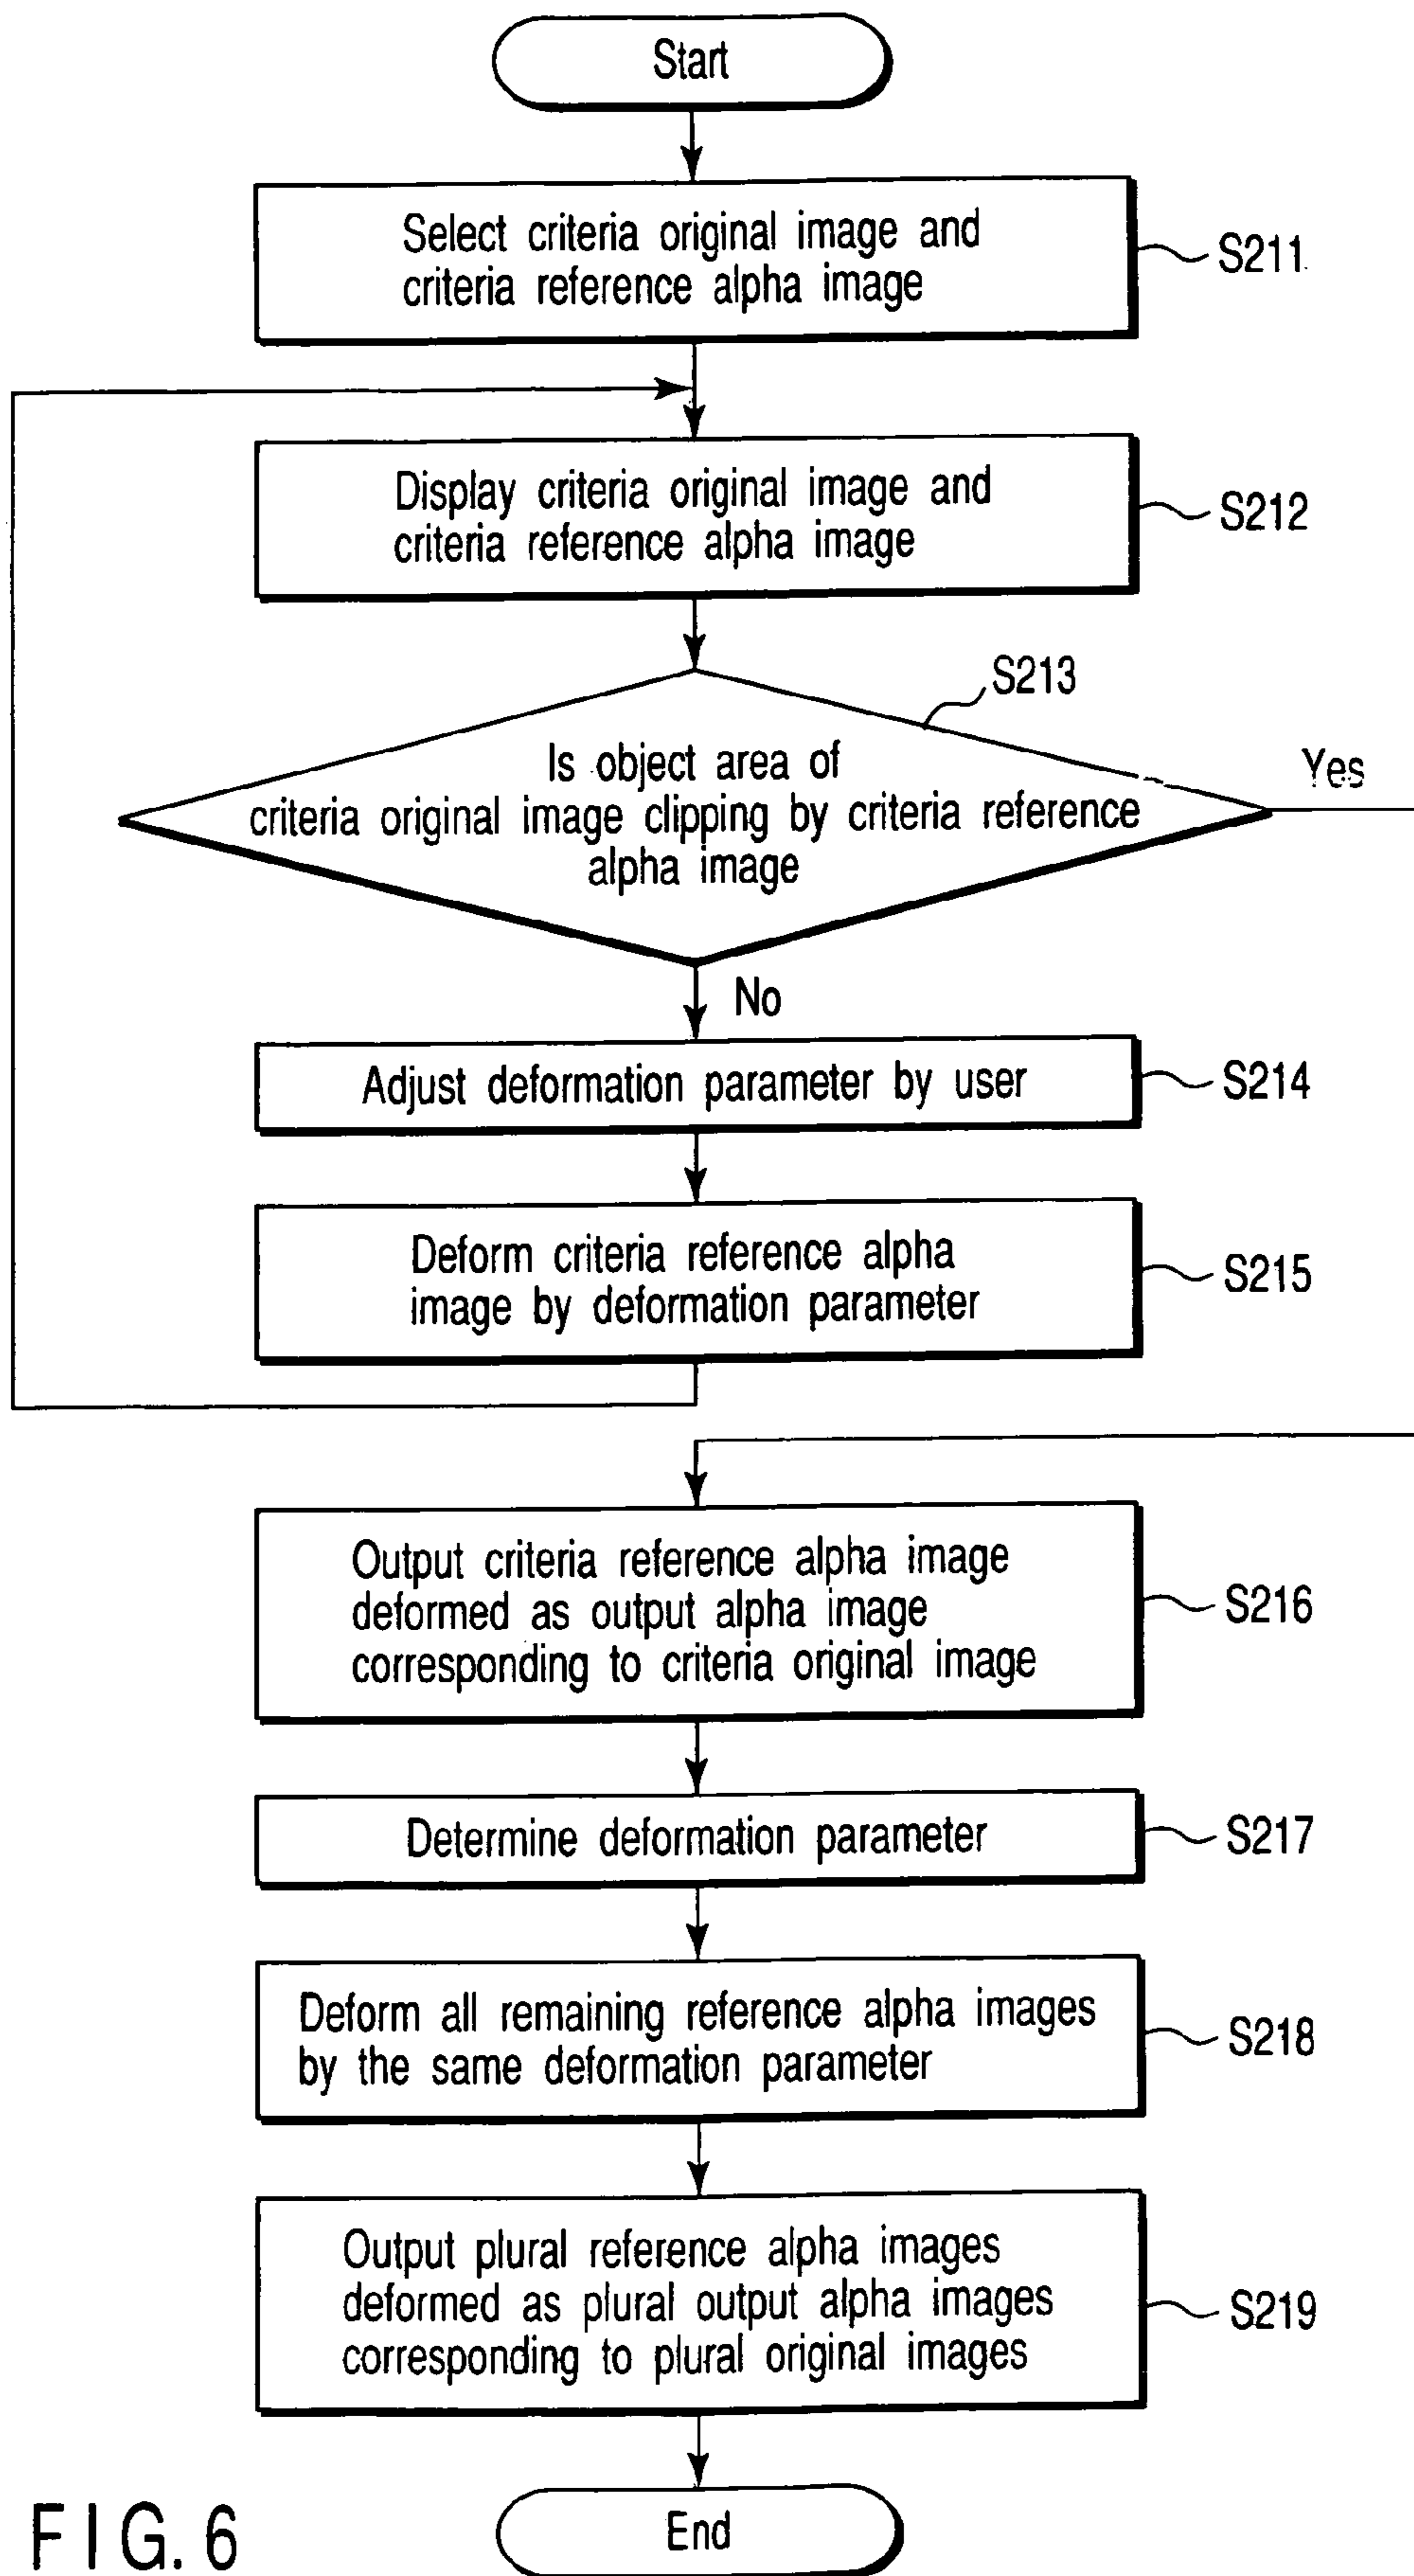 Start
Select criteria original image and
criteria reference alpha image
S211
Display criteria original image and
criteria reference alpha image
S212
S213
Is object area of
criteria original image clipping by criteria reference
alpha image
Yes
No
Adjust deformation parameter by user
S214
Deform criteria reference alpha
image by deformation parameter
S215
Output criteria reference alpha image
deformed as output alpha image
corresponding to criteria original image
S216
Determine deformation parameter
S217
Deform all remaining reference alpha images
by the same deformation parameter
S218
Output plural reference alpha images
deformed as plural output alpha images
corresponding to plural original images
S219
End
FIG. 6